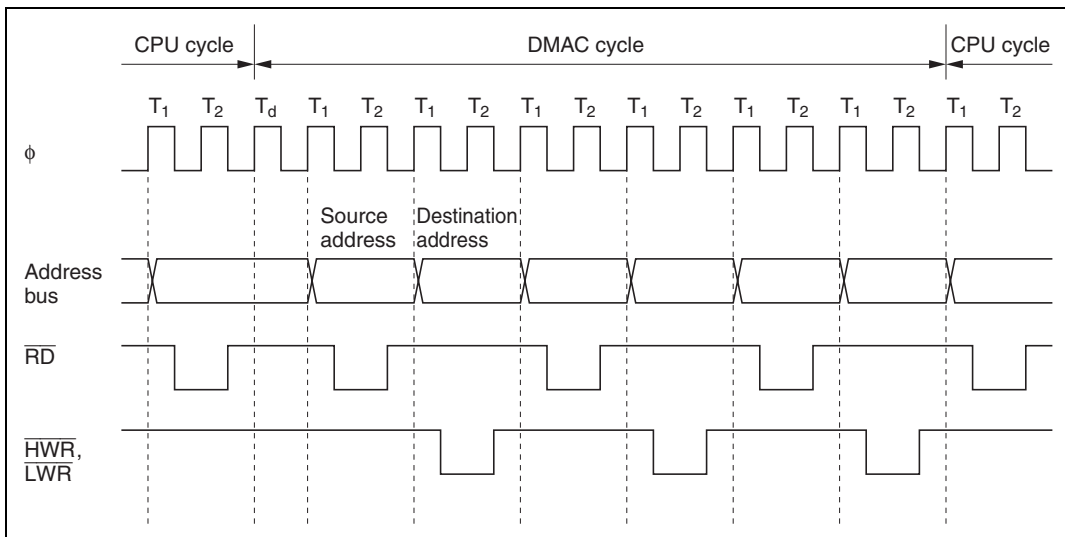 CPU cycle DMAC cycle CPU cycle
T1 T2 Td T1 T2 T1 T2 T1 T2 T1 T2 T1 T2 T1 T2 T1 T2
ϕ
Source address Destination address
Address bus
RD
HWR,
LWR